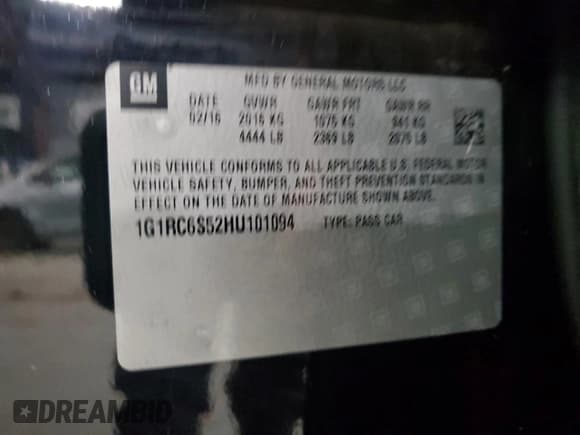 GM
MFD BY GENERAL MOTORS LLC
DATE GVWR GAWR FRT GAWR RR
02/16 2016 KG 1075 KG 941 KG
4444 LB 2369 LB 2075 LB
THIS VEHICLE CONFORMS TO ALL APPLICABLE U.S. FEDERAL MOTOR
VEHICLE SAFETY, BUMPER, AND THEFT PREVENTION STANDARDS IN
EFFECT ON THE DATE OF MANUFACTURE SHOWN ABOVE.
1G1RC6S52HU101094 TYPE: PASS CAR
DREAMBID